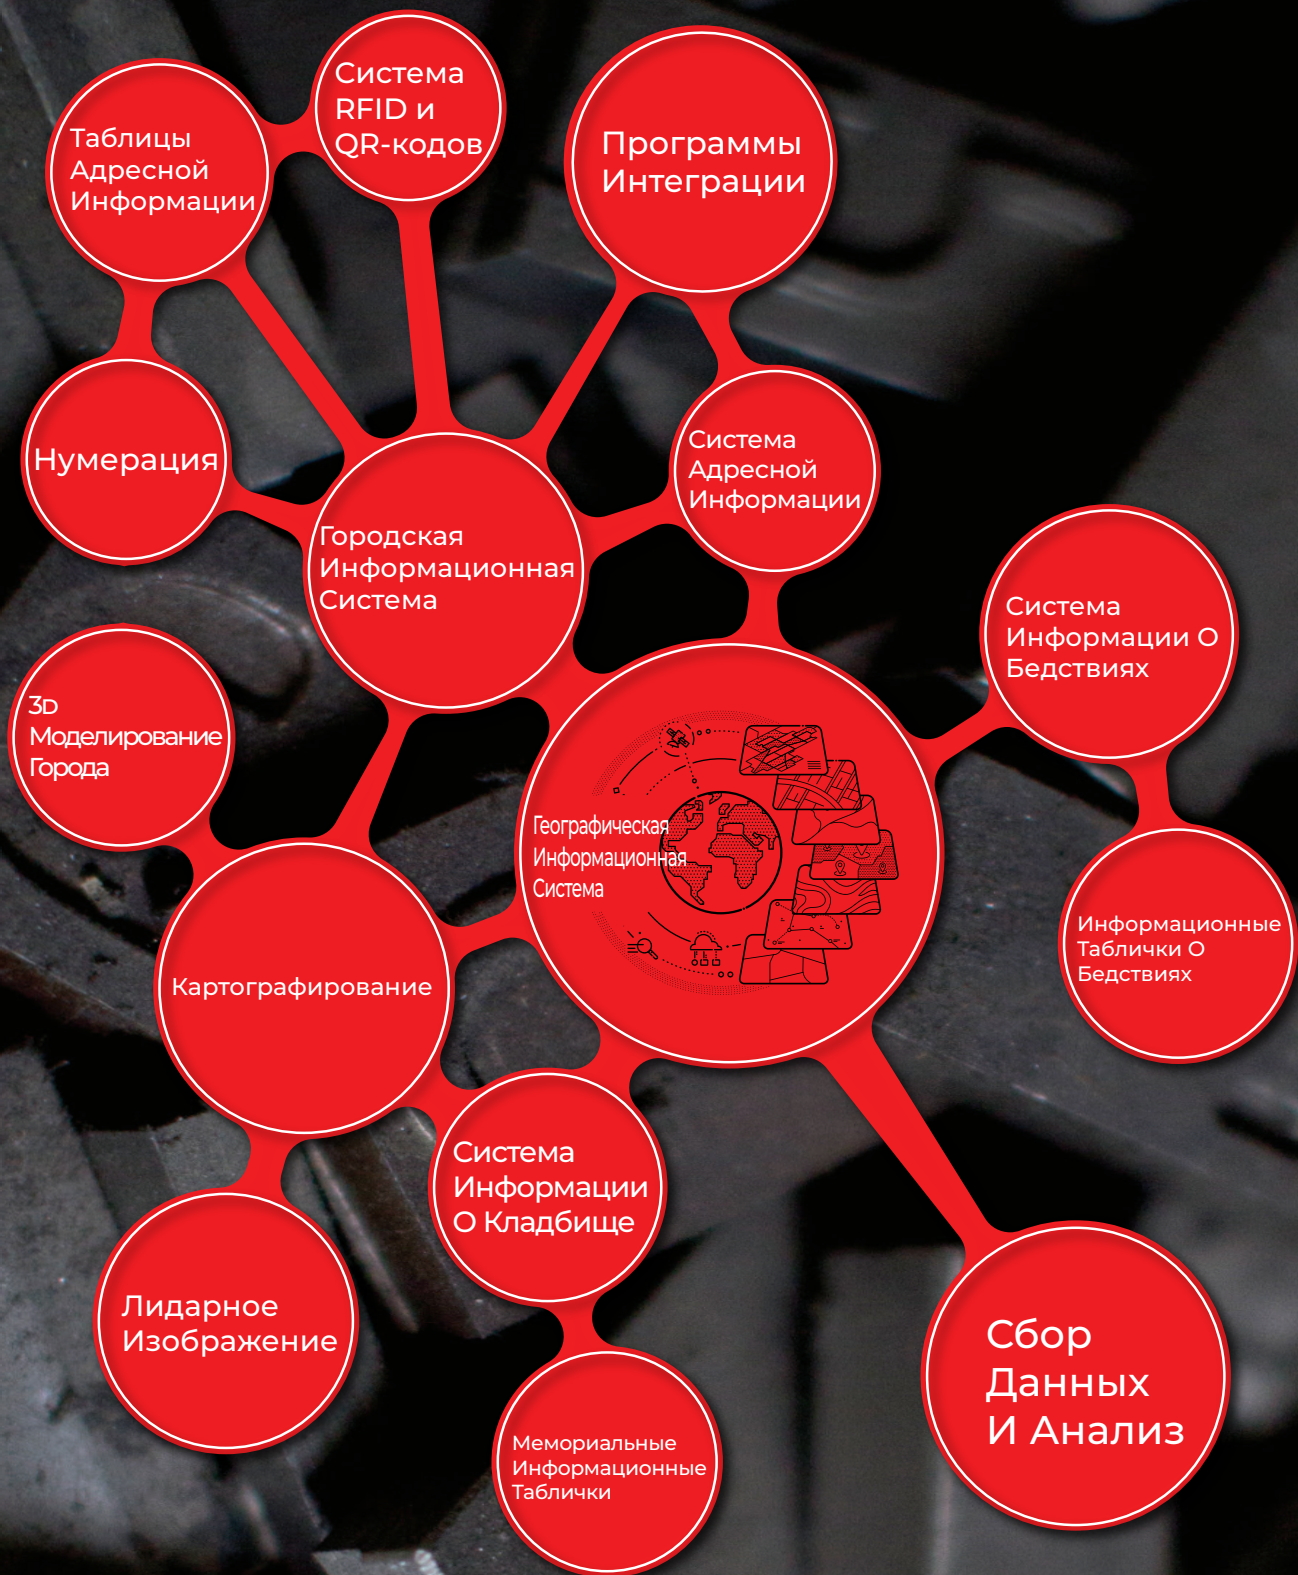 Система
RFID и
QR-кодов
Таблицы
Адресной
Информации
Программы
Интеграции
Нумерация
Система
Адресной
Информации
Городская
Информационная
Система
Система
Информации О
Бедствиях
3D
Моделирование
Города
Географическая
Информационная
Система
Информационные
Таблички О
Бедствиях
Картографирование
Система
Информации
О Кладбище
Лидарное
Изображение
Сбор
Данных
И Анализ
Мемориальные
Информационные
Таблички